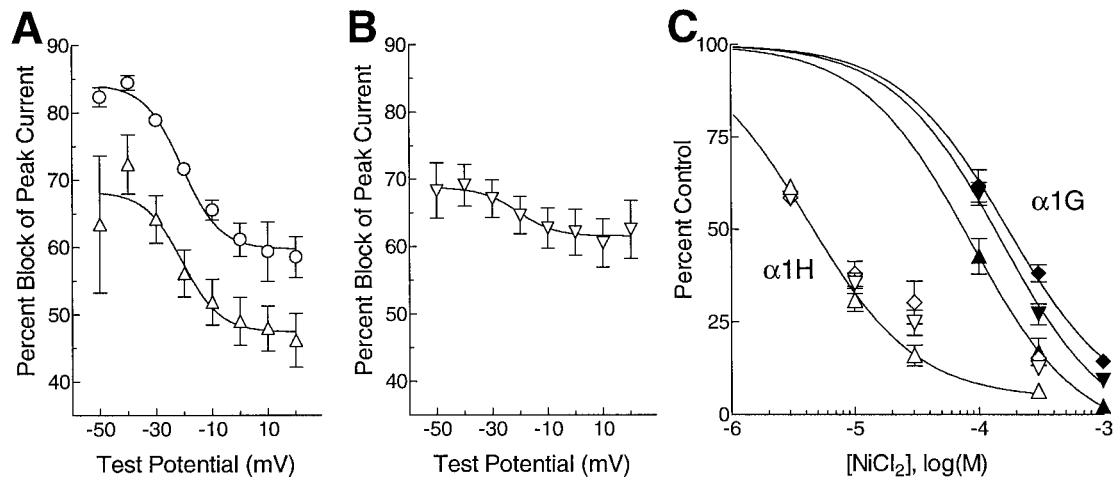 A
Percent Block of Peak Current
90
80
70
60
50
40
-50 -30 -10 10
Test Potential (mV)
B
Percent Block of Peak Current
90
80
70
60
50
40
-50 -30 -10 10
Test Potential (mV)
C
Percent Control
100
75
50
25
0
α1G
α1H
-6 -5 -4 -3
[NiCl₂], log(M)